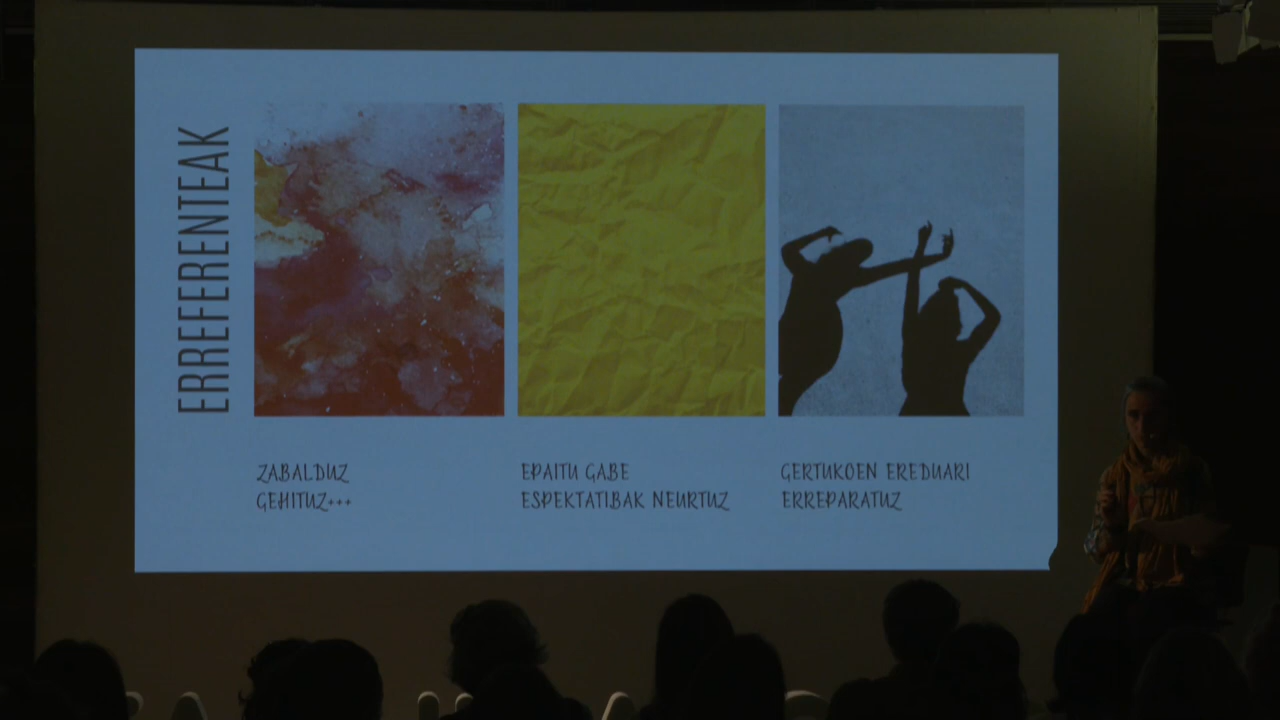 ERREFERENTEAK
ZABALDUZ
GEHITUZ+++
EPAITU GABE
ESPEKTATIBAK NEURTUZ
GERTUKOEN EREDUARI
ERREPARATUZ